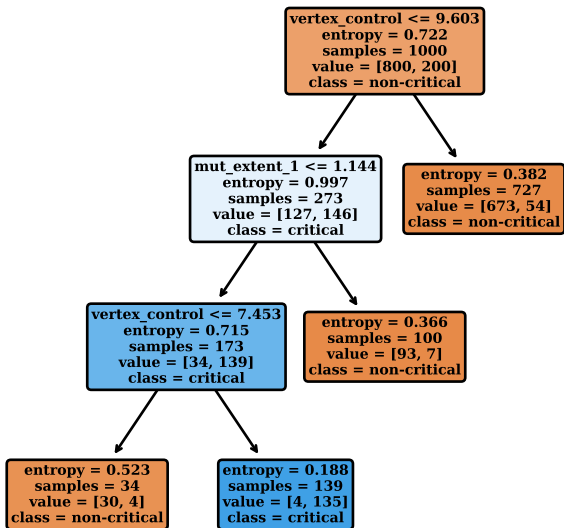 vertex_control <= 9.603
entropy = 0.722
samples = 1000
value = [800, 200]
class = non-critical
mut_extent_1 <= 1.144
entropy = 0.997
samples = 273
value = [127, 146]
class = critical
entropy = 0.382
samples = 727
value = [673, 54]
class = non-critical
vertex_control <= 7.453
entropy = 0.715
samples = 173
value = [34, 139]
class = critical
entropy = 0.366
samples = 100
value = [93, 7]
class = non-critical
entropy = 0.523
samples = 34
value = [30, 4]
class = non-critical
entropy = 0.188
samples = 139
value = [4, 135]
class = critical